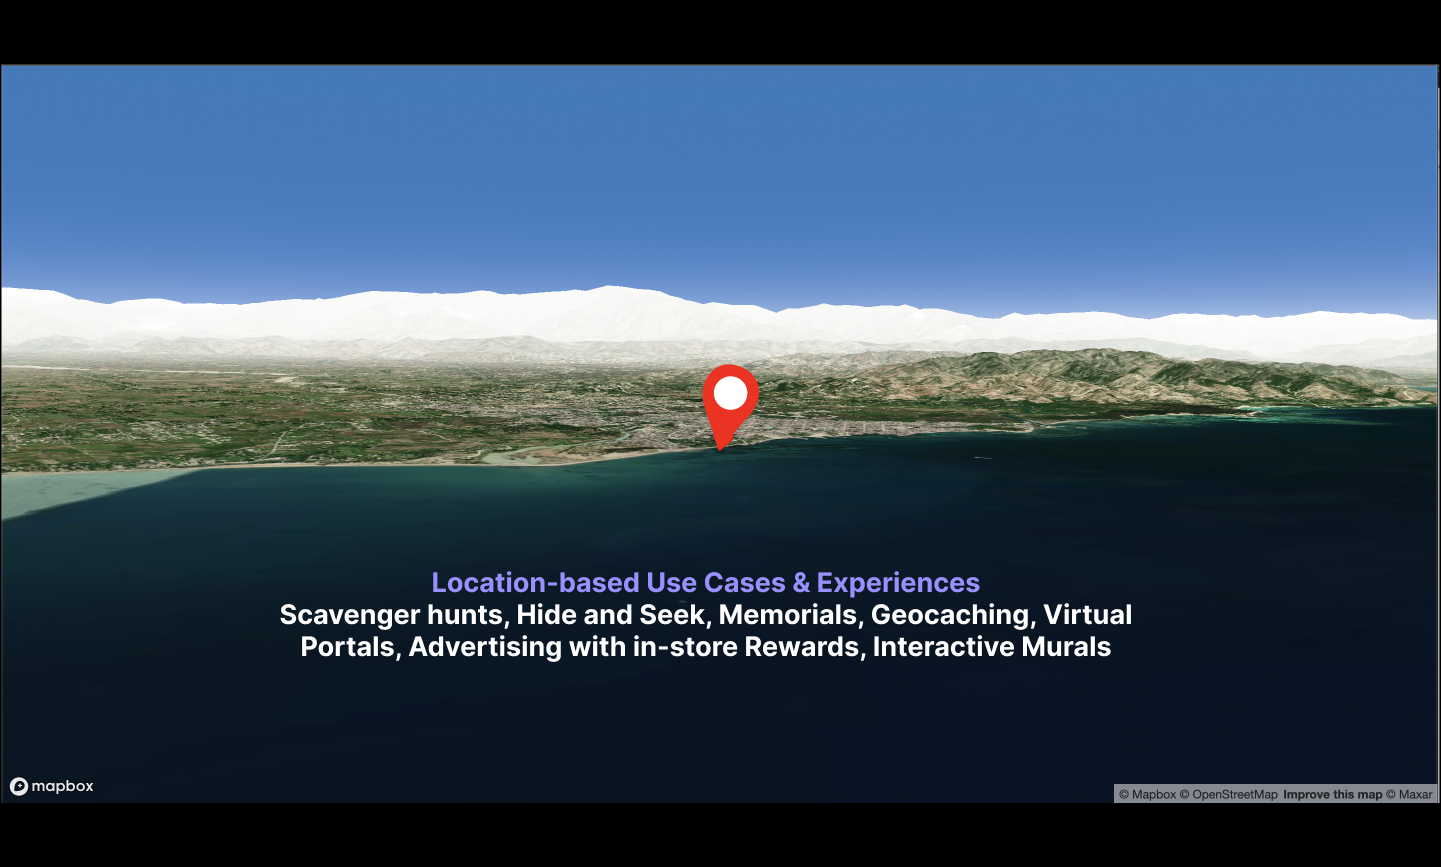 Location-based Use Cases & Experiences
Scavenger hunts, Hide and Seek, Memorials, Geocaching, Virtual
Portals, Advertising with in-store Rewards, Interactive Murals
mapbox
© Mapbox © OpenStreetMap Improve this map © Maxar